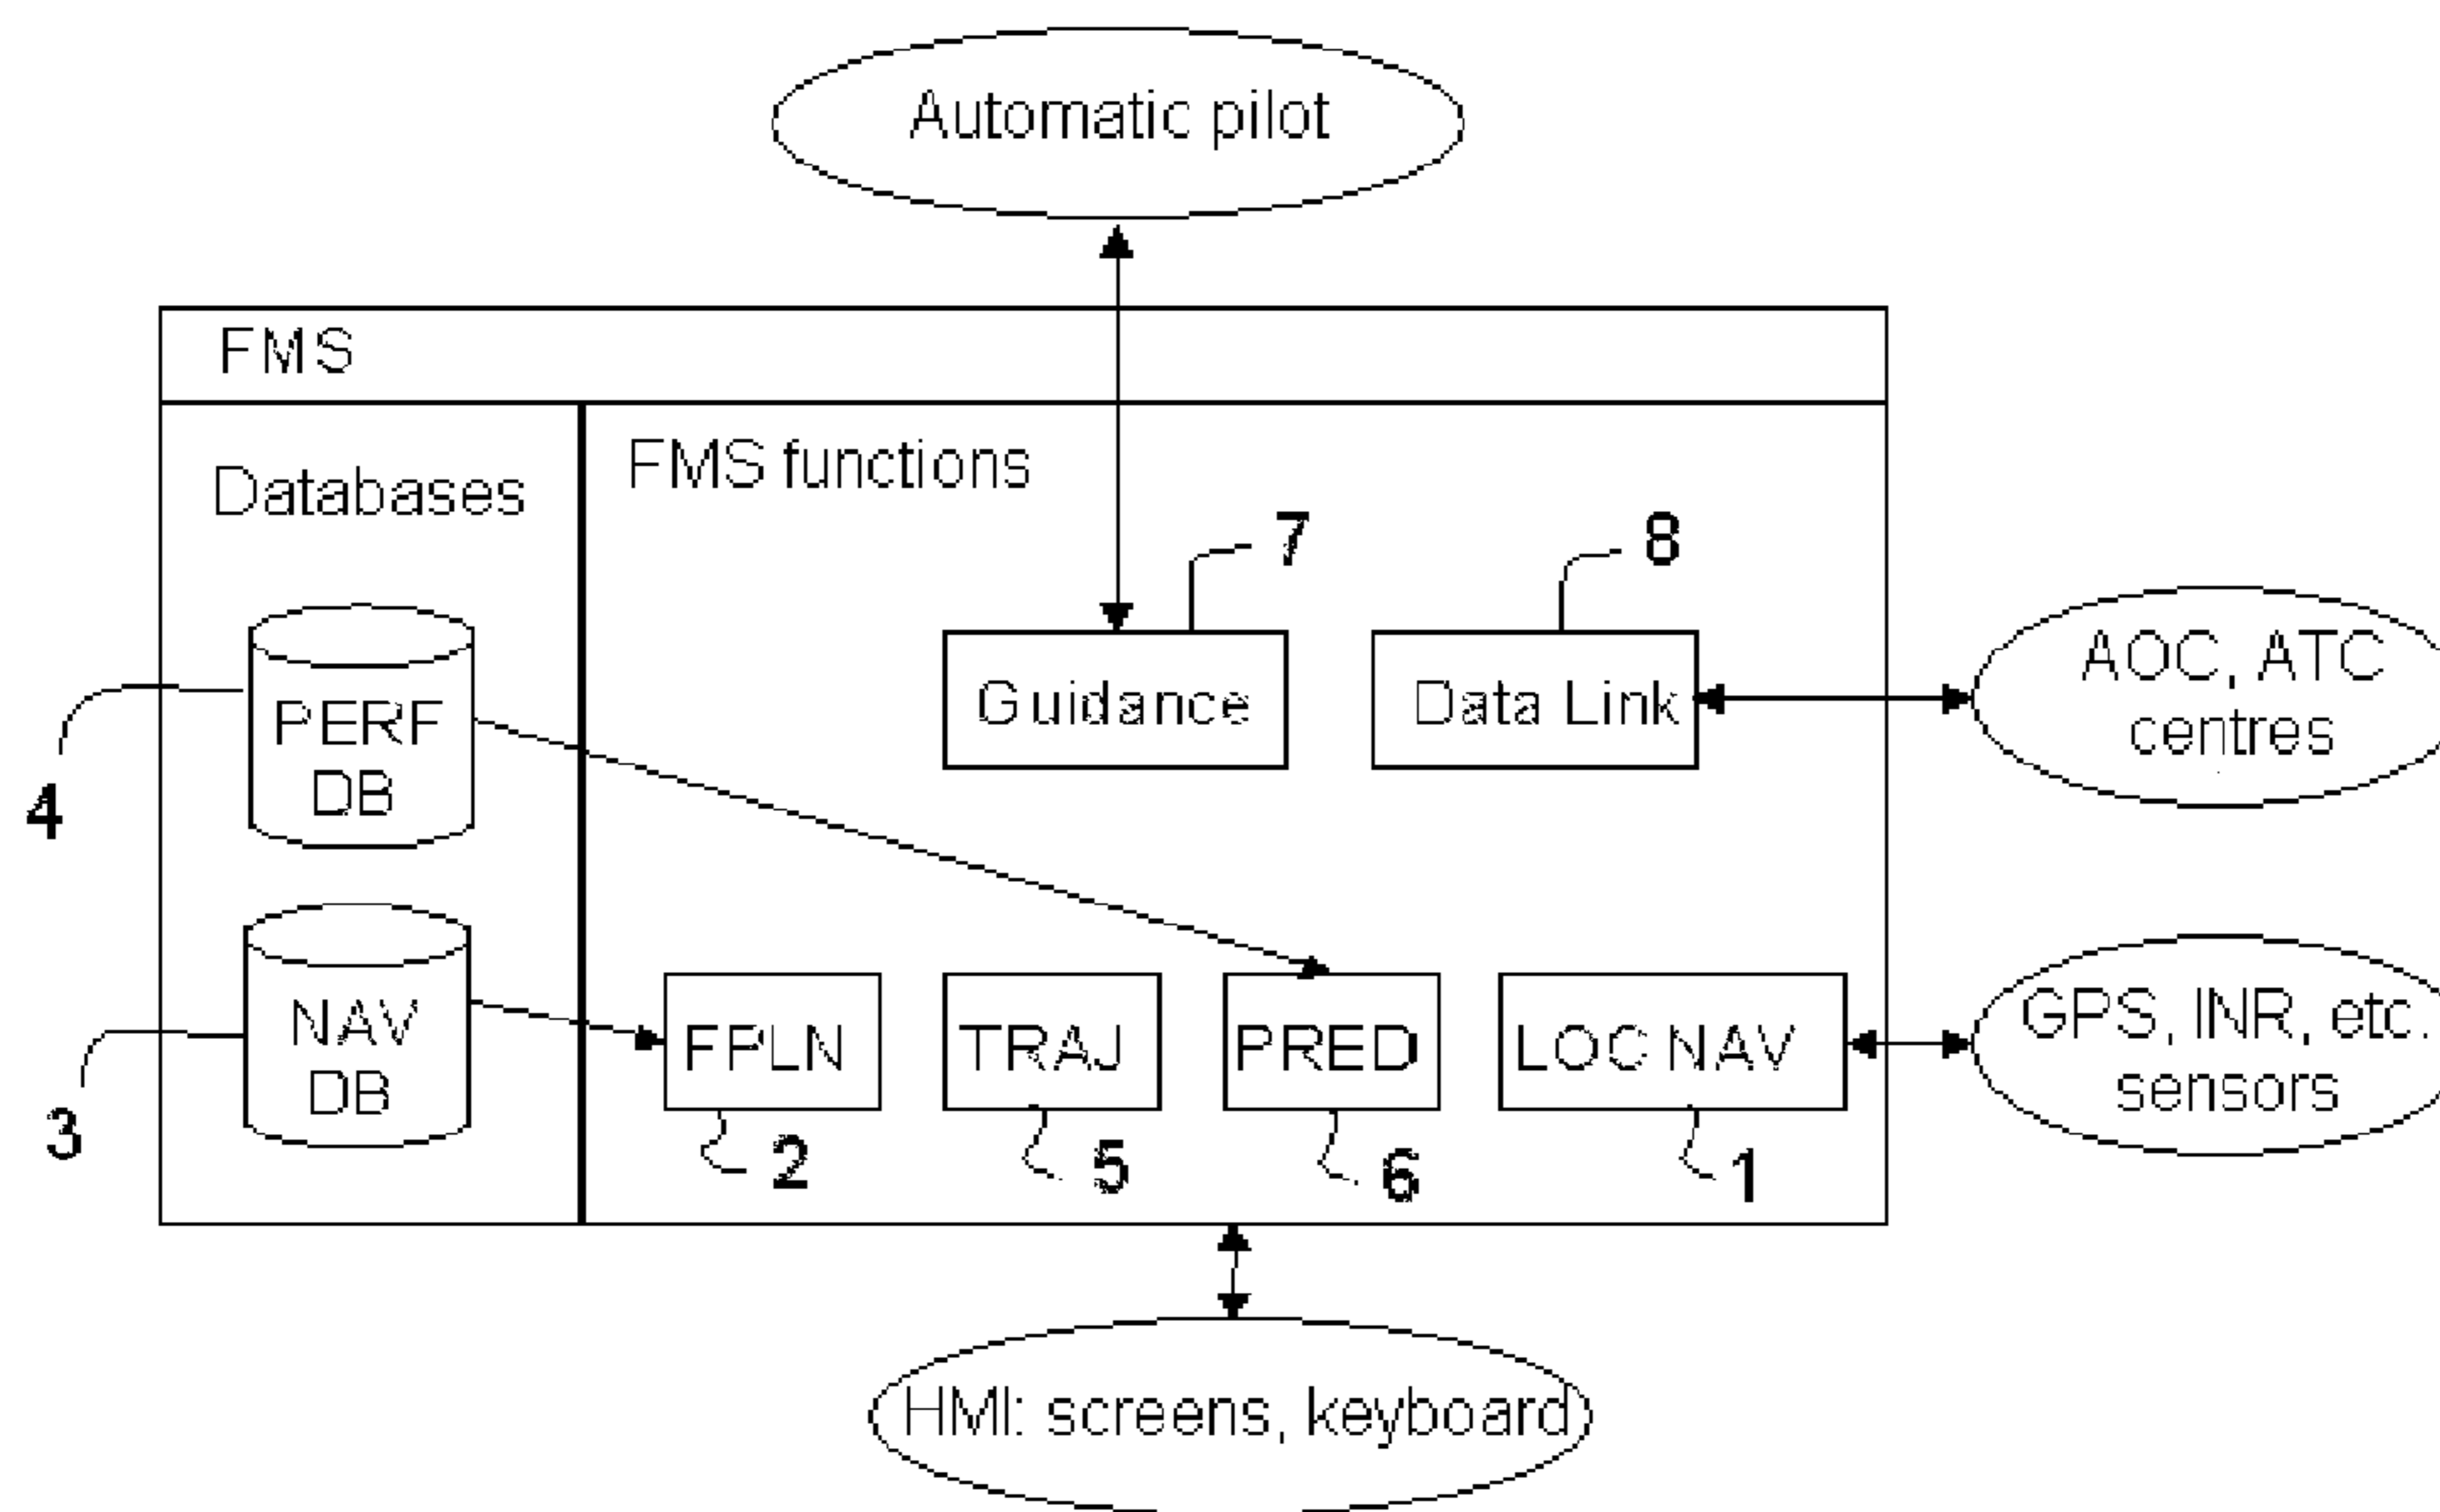 Automatic pilot
FMS
Databases
FMS functions
7
8
Guidance
Data Link
AOC, ATC
centres
PERF
DB
4
NAV
DB
3
FPLN
TRAJ
PRED
LOC NAV
GPS, INR, etc.
sensors
2
5
6
1
HMI: screens, keyboard